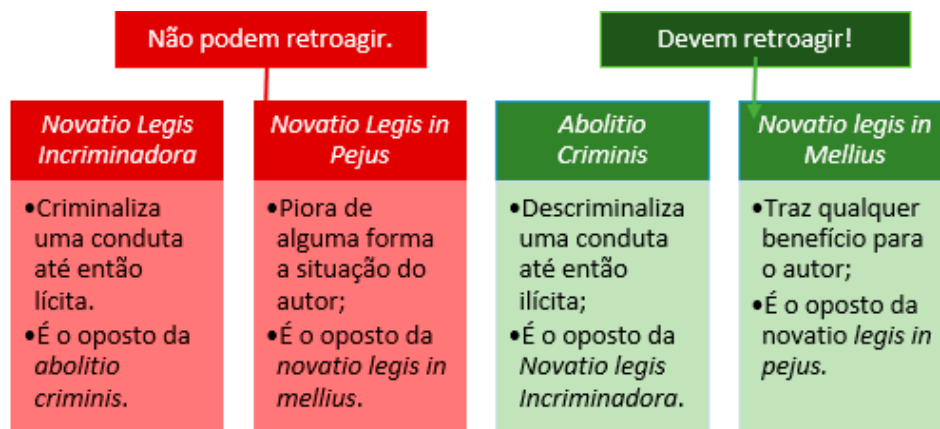 Não podem retroagir.
Devem retroagir!
Novatio Legis
Incriminadora
•Criminaliza
uma conduta
até então
lícita.
•É o oposto da
abolitio
criminis.
Novatio Legis in
Pejus
•Piora de
alguma forma
a situação do
autor;
•É o oposto da
novatio legis in
mellius.
Abolitio
Criminis
•Descriminaliza
uma conduta
até então
ilícita;
•É o oposto da
Novatio legis
Incriminadora.
Novatio legis in
Mellius
•Traz qualquer
benefício para
o autor;
•É o oposto da
novatio legis in
pejus.